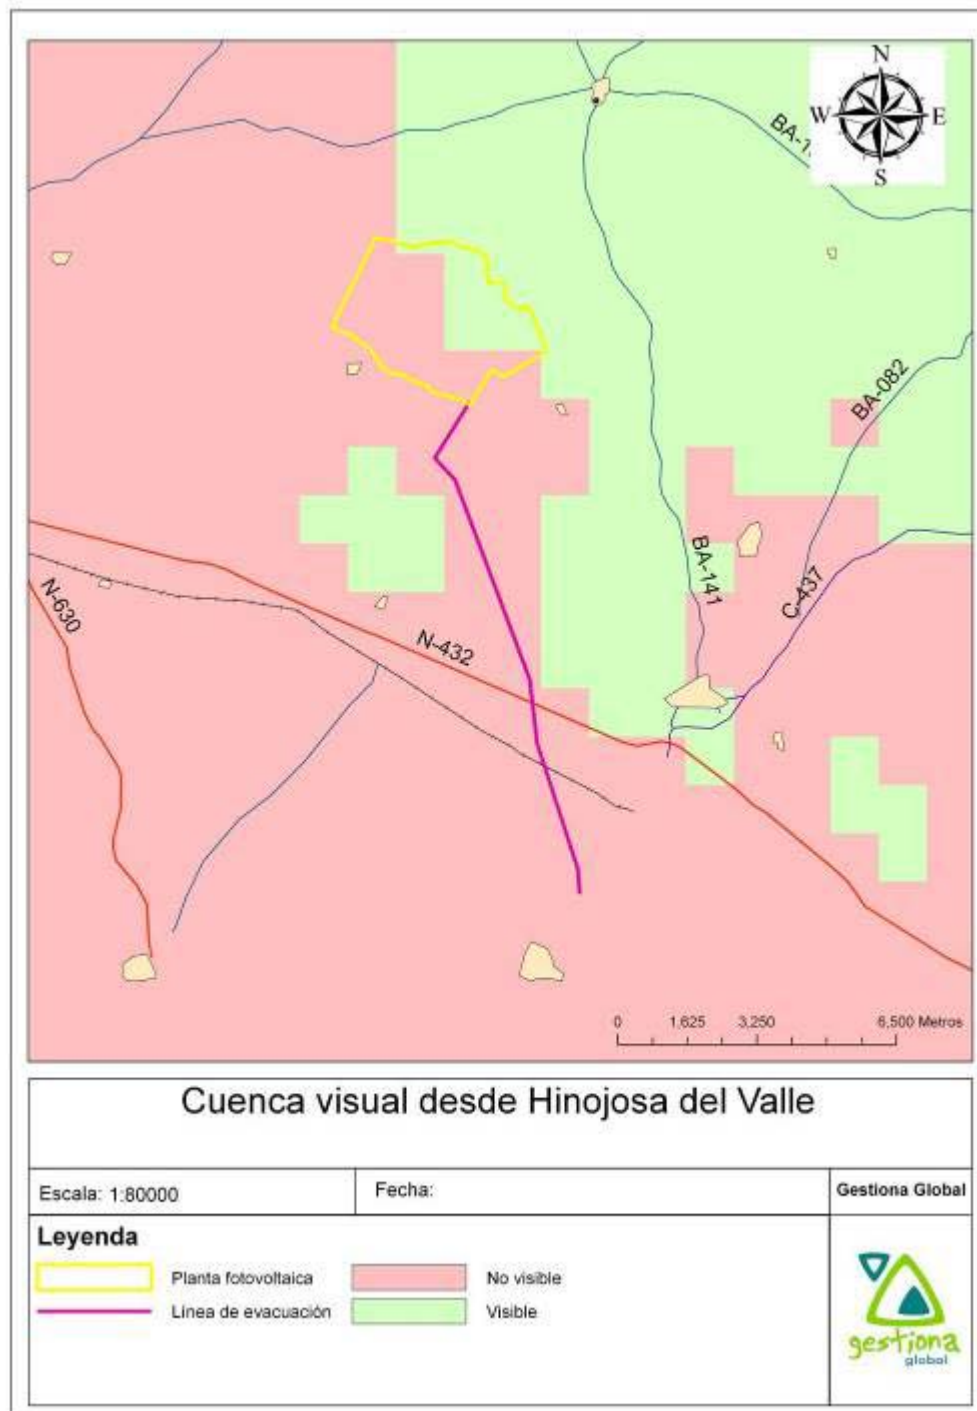 N
W
E
S
BA-1
BA-082
BA-141
C-437
N-630
N-432
0 1,625 3,250 6,500 Metros
Cuenca visual desde Hinojosa del Valle
Escala: 1:80000
Fecha:
Gestiona Global
Leyenda
Planta fotovoltaica
No visible
Línea de evacuación
Visible
gestiona
global